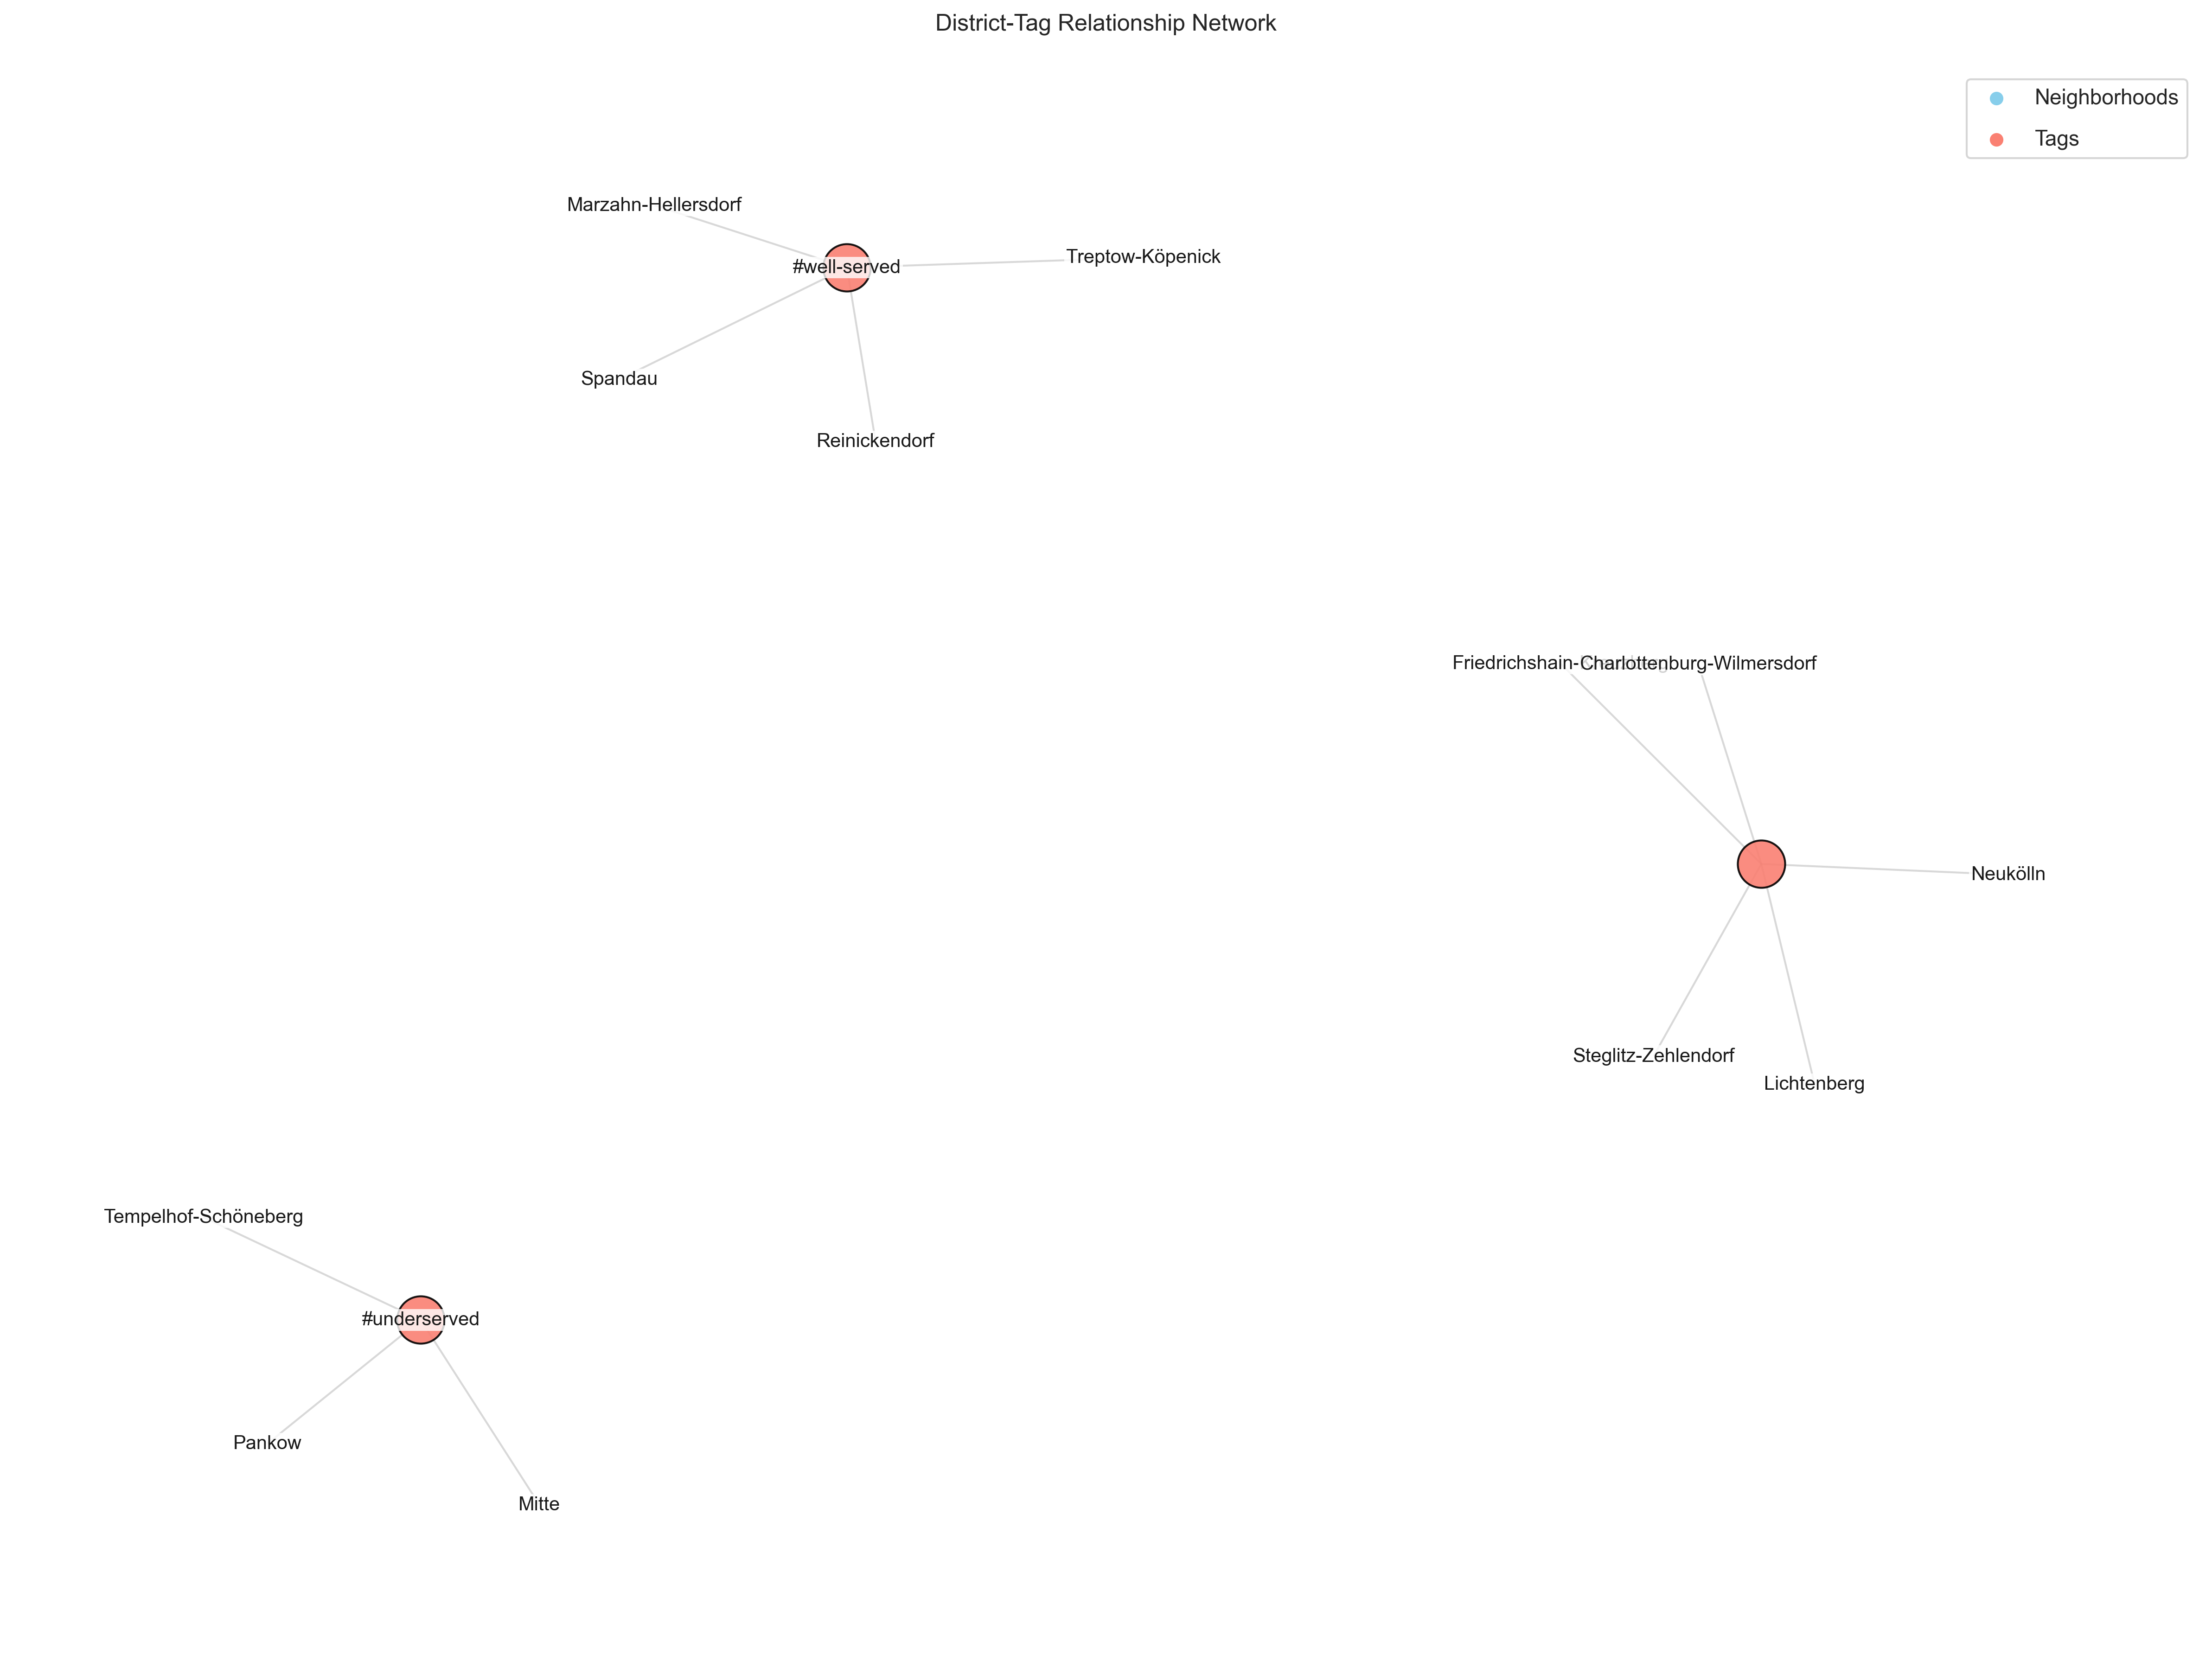 District-Tag Relationship Network
Neighborhoods
Tags
Marzahn-Hellersdorf
#well-served
Treptow-Köpenick
Spandau
Reinickendorf
Friedrichshain-
Charlottenburg-Wilmersdorf
Neukölln
Steglitz-Zehlendorf
Lichtenberg
Tempelhof-Schöneberg
#underserved
Pankow
Mitte